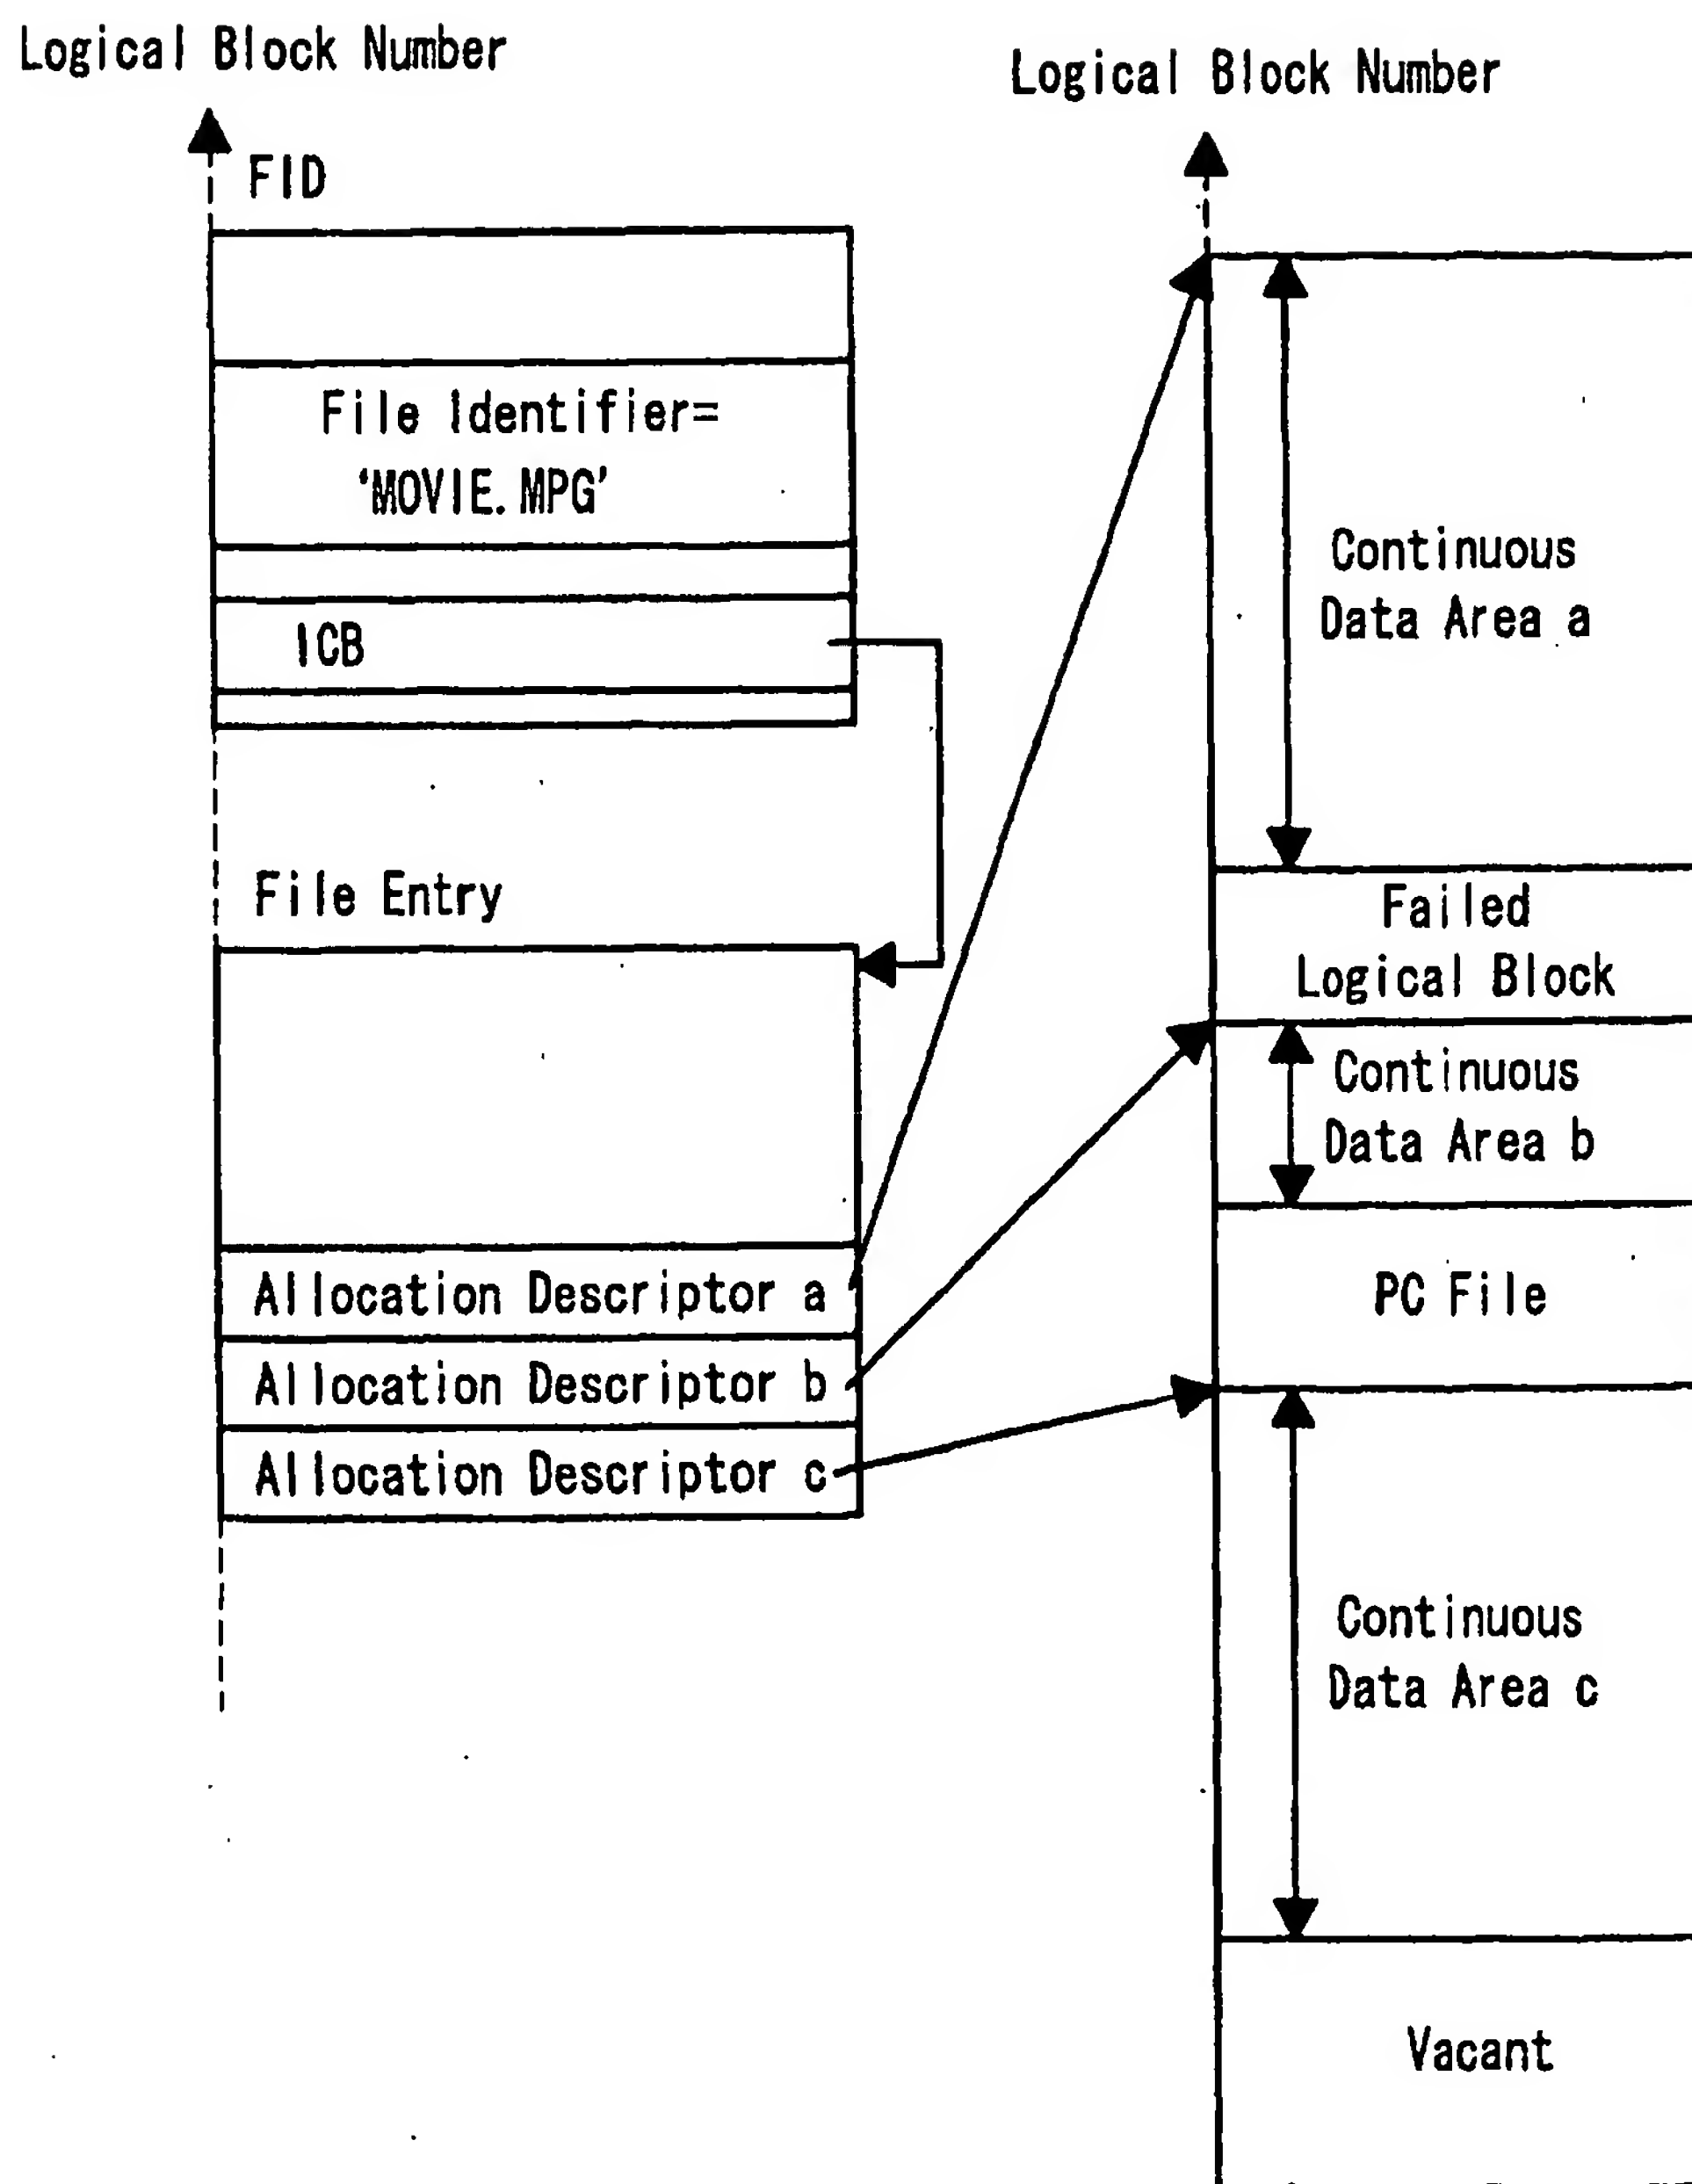 Logical Block Number
FID
File Identifier=
‘MOVIE.MPG’
ICB
File Entry
Allocation Descriptor a
Allocation Descriptor b
Allocation Descriptor c
Logical Block Number
Continuous
Data Area a
Failed
Logical Block
Continuous
Data Area b
PC File
Continuous
Data Area c
Vacant